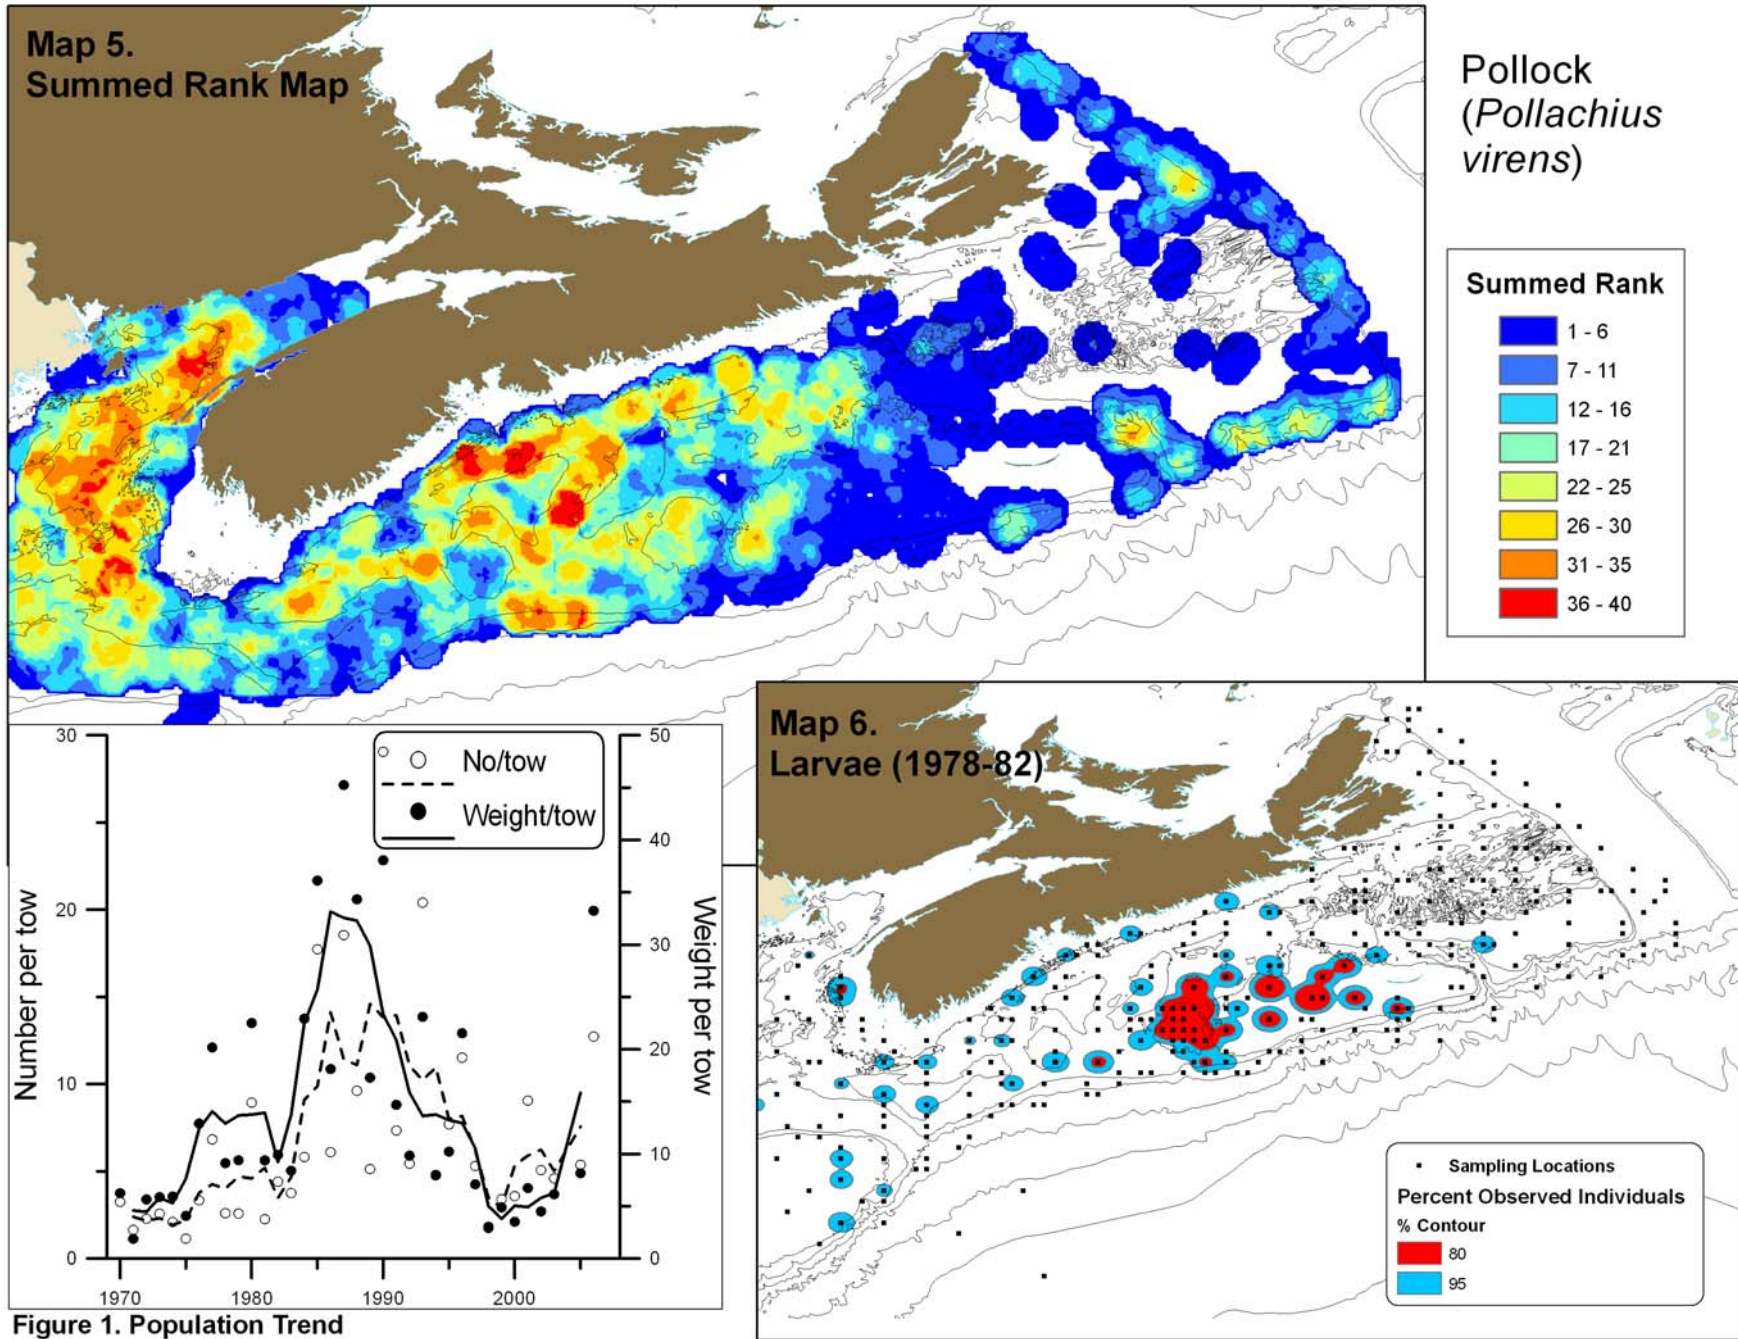 Map 5.
Summed Rank Map
Pollock
(Pollachius
virens)
Summed Rank
1 - 6
7 - 11
12 - 16
17 - 21
22 - 25
26 - 30
31 - 35
36 - 40
30
20
10
0
Number per tow
No/tow
Weight/tow
50
40
30
20
10
0
Weight per tow
1970
1980
1990
2000
Figure 1. Population Trend
Map 6.
Larvae (1978-82)
Sampling Locations
Percent Observed Individuals
% Contour
80
95